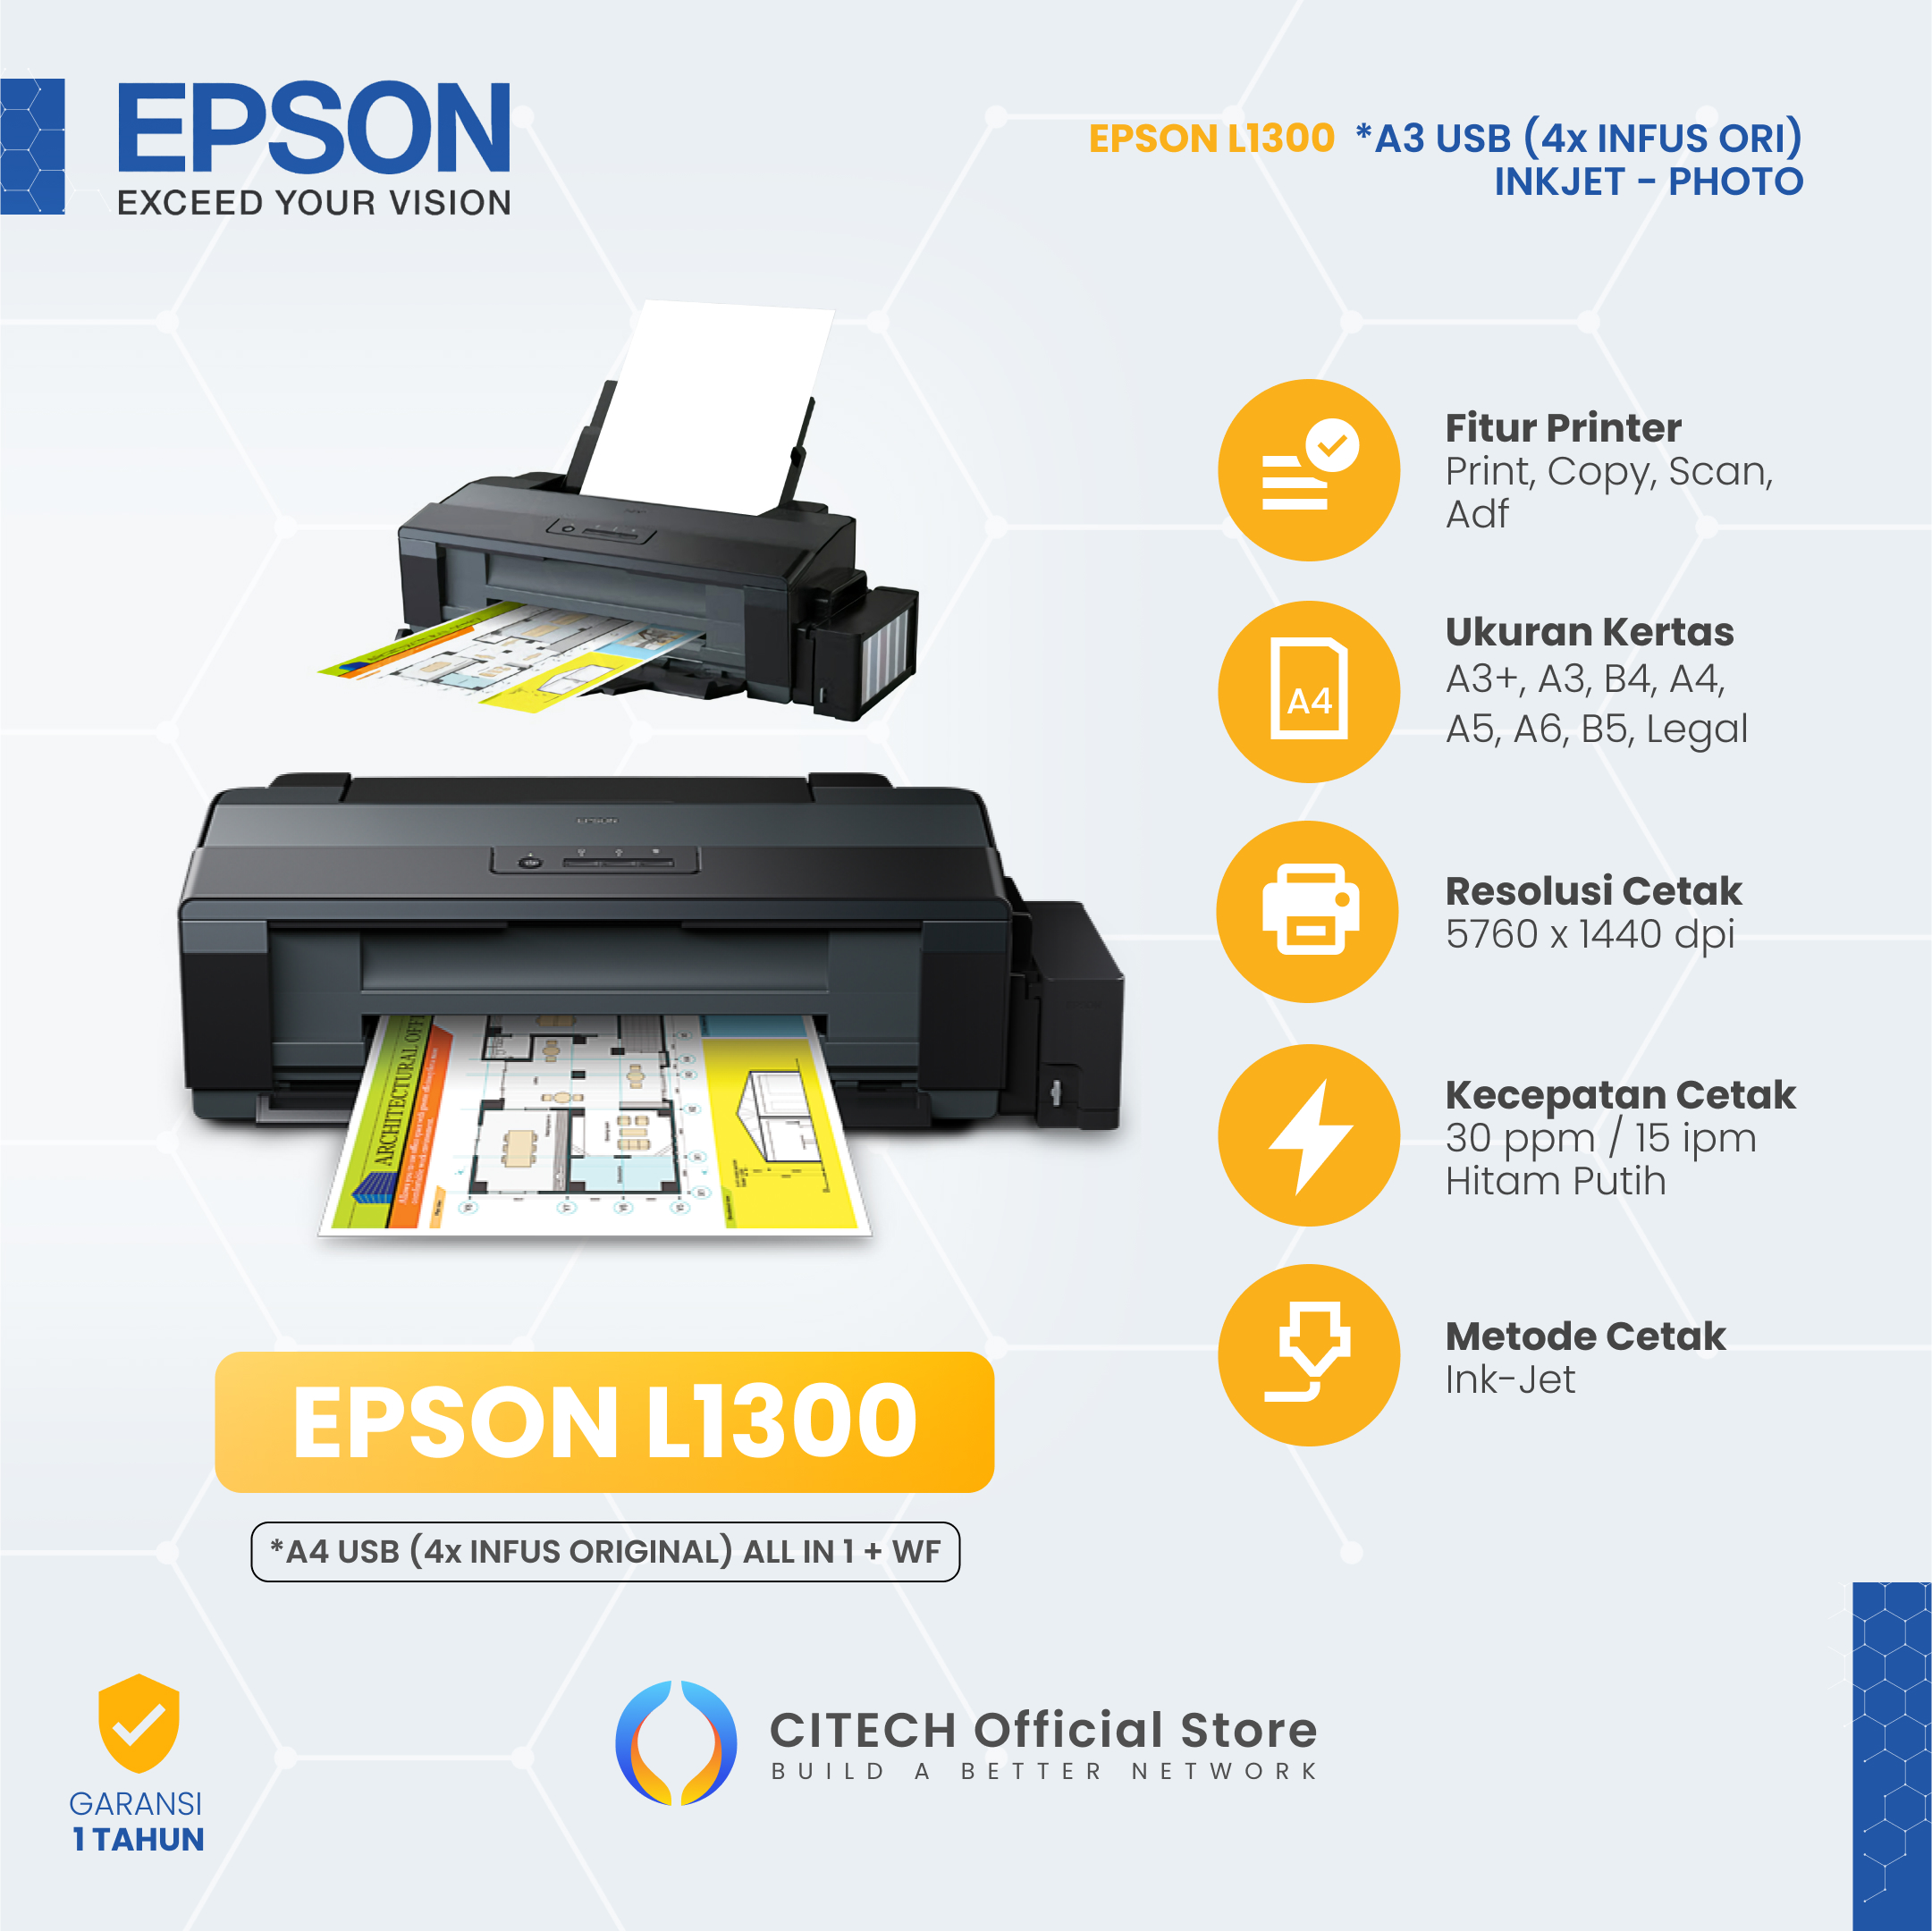 EPSON
EXCEED YOUR VISION
EPSON L1300 *A3 USB (4x INFUS ORI)
INKJET - PHOTO
Fitur Printer
Print, Copy, Scan,
Adf
A4
Ukuran Kertas
A3+, A3, B4, A4,
A5, A6, B5, Legal
Resolusi Cetak
5760 x 1440 dpi
Kecepatan Cetak
30 ppm / 15 ipm
Hitam Putih
Metode Cetak
Ink-Jet
EPSON
ARCHITECTURAL OFFI
EPSON L1300
*A4 USB (4x INFUS ORIGINAL) ALL IN 1 + WF
GARANSI
1 TAHUN
CITECH Official Store
BUILD A BETTER NETWORK